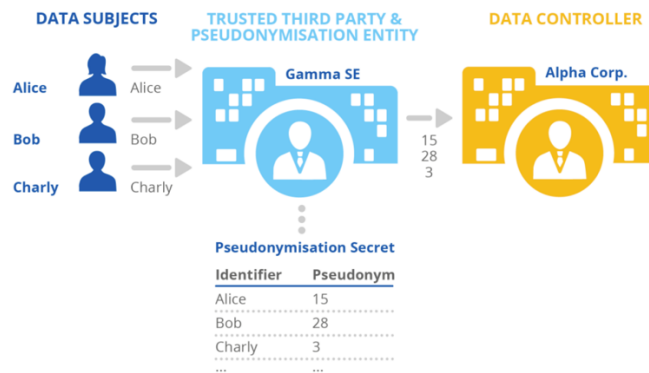 DATA SUBJECTS
TRUSTED THIRD PARTY &
PSEUDONYMISATION ENTITY
DATA CONTROLLER
Gamma SE
Alpha Corp.
Alice
Alice
Bob
Bob
Charly
Charly
15
28
3
Pseudonymisation Secret
Identifier Pseudonym
Alice 15
Bob 28
Charly 3
... ...